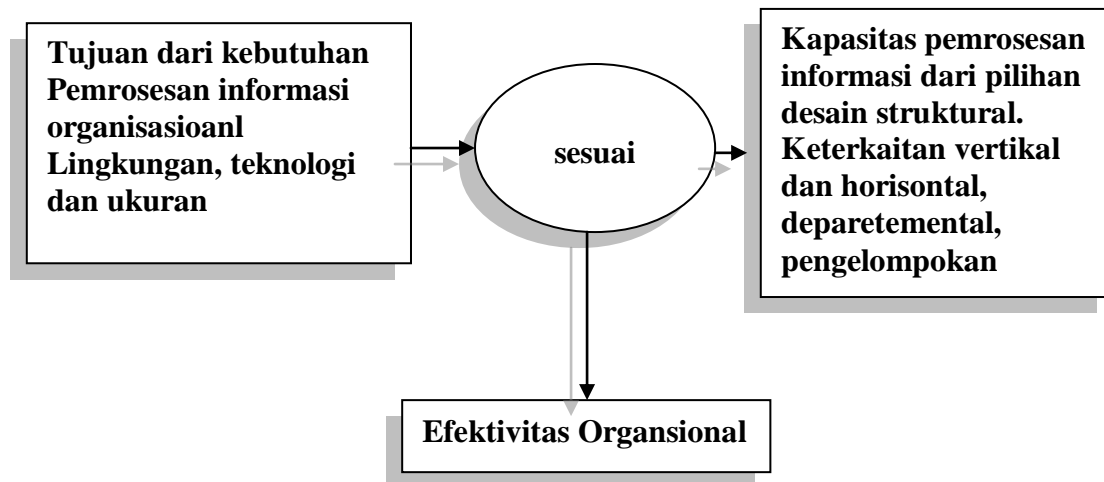 Tujuan dari kebutuhan
Pemrosesan informasi
organisasioanl
Lingkungan, teknologi
dan ukuran
sesuai
Kapasitas pemrosesan
informasi dari pilihan
desain struktural.
Keterkaitan vertikal
dan horisontal,
deparetemental,
pengelompokan
Efektivitas Organsional